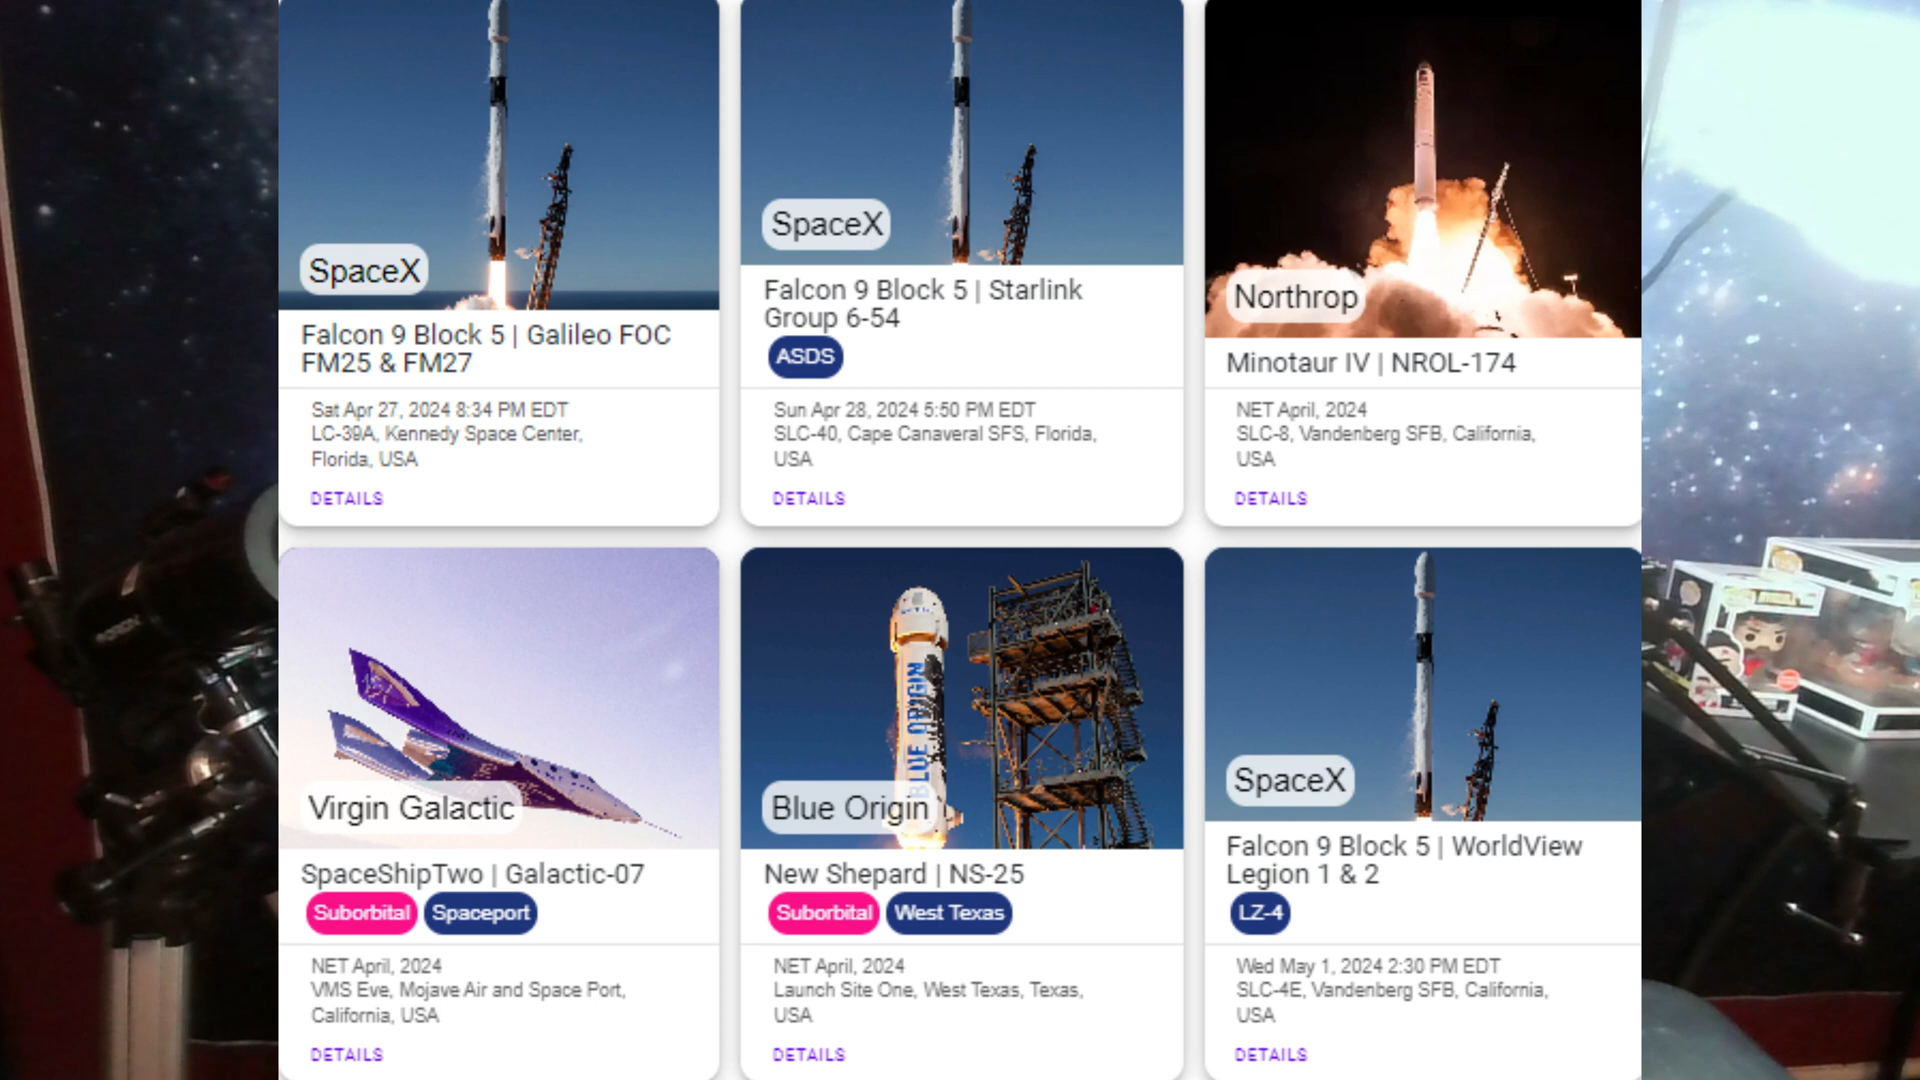 SpaceX
Falcon 9 Block 5 | Galileo FOC
FM25 & FM27
Sat Apr 27, 2024 8:34 PM EDT
LC-39A, Kennedy Space Center,
Florida, USA
DETAILS
SpaceX
Falcon 9 Block 5 | Starlink
Group 6-54
ASDS
Sun Apr 28, 2024 5:50 PM EDT
SLC-40, Cape Canaveral SFS, Florida,
USA
DETAILS
Northrop
Minotaur IV | NROL-174
NET April, 2024
SLC-8, Vandenberg SFB, California,
USA
DETAILS
Virgin Galactic
SpaceShipTwo | Galactic-07
Suborbital Spaceport
NET April, 2024
VMS Eve, Mojave Air and Space Port,
California, USA
DETAILS
BLUE ORIGIN
Blue Origin
New Shepard | NS-25
Suborbital West Texas
NET April, 2024
Launch Site One, West Texas, Texas,
USA
DETAILS
SpaceX
Falcon 9 Block 5 | WorldView
Legion 1 & 2
LZ-4
Wed May 1, 2024 2:30 PM EDT
SLC-4E, Vandenberg SFB, California,
USA
DETAILS